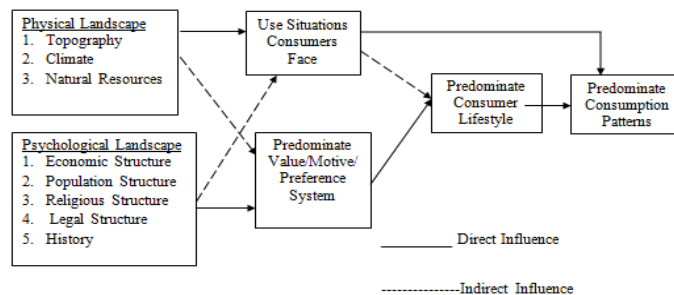 Physical Landscape
1. Topography
2. Climate
3. Natural Resources
Use Situations
Consumers
Face
Predominate
Consumer
Lifestyle
Predominate
Consumption
Patterns
Psychological Landscape
1. Economic Structure
2. Population Structure
3. Religious Structure
4. Legal Structure
5. History
Predominate
Value/Motive/
Preference
System
Direct Influence
Indirect Influence